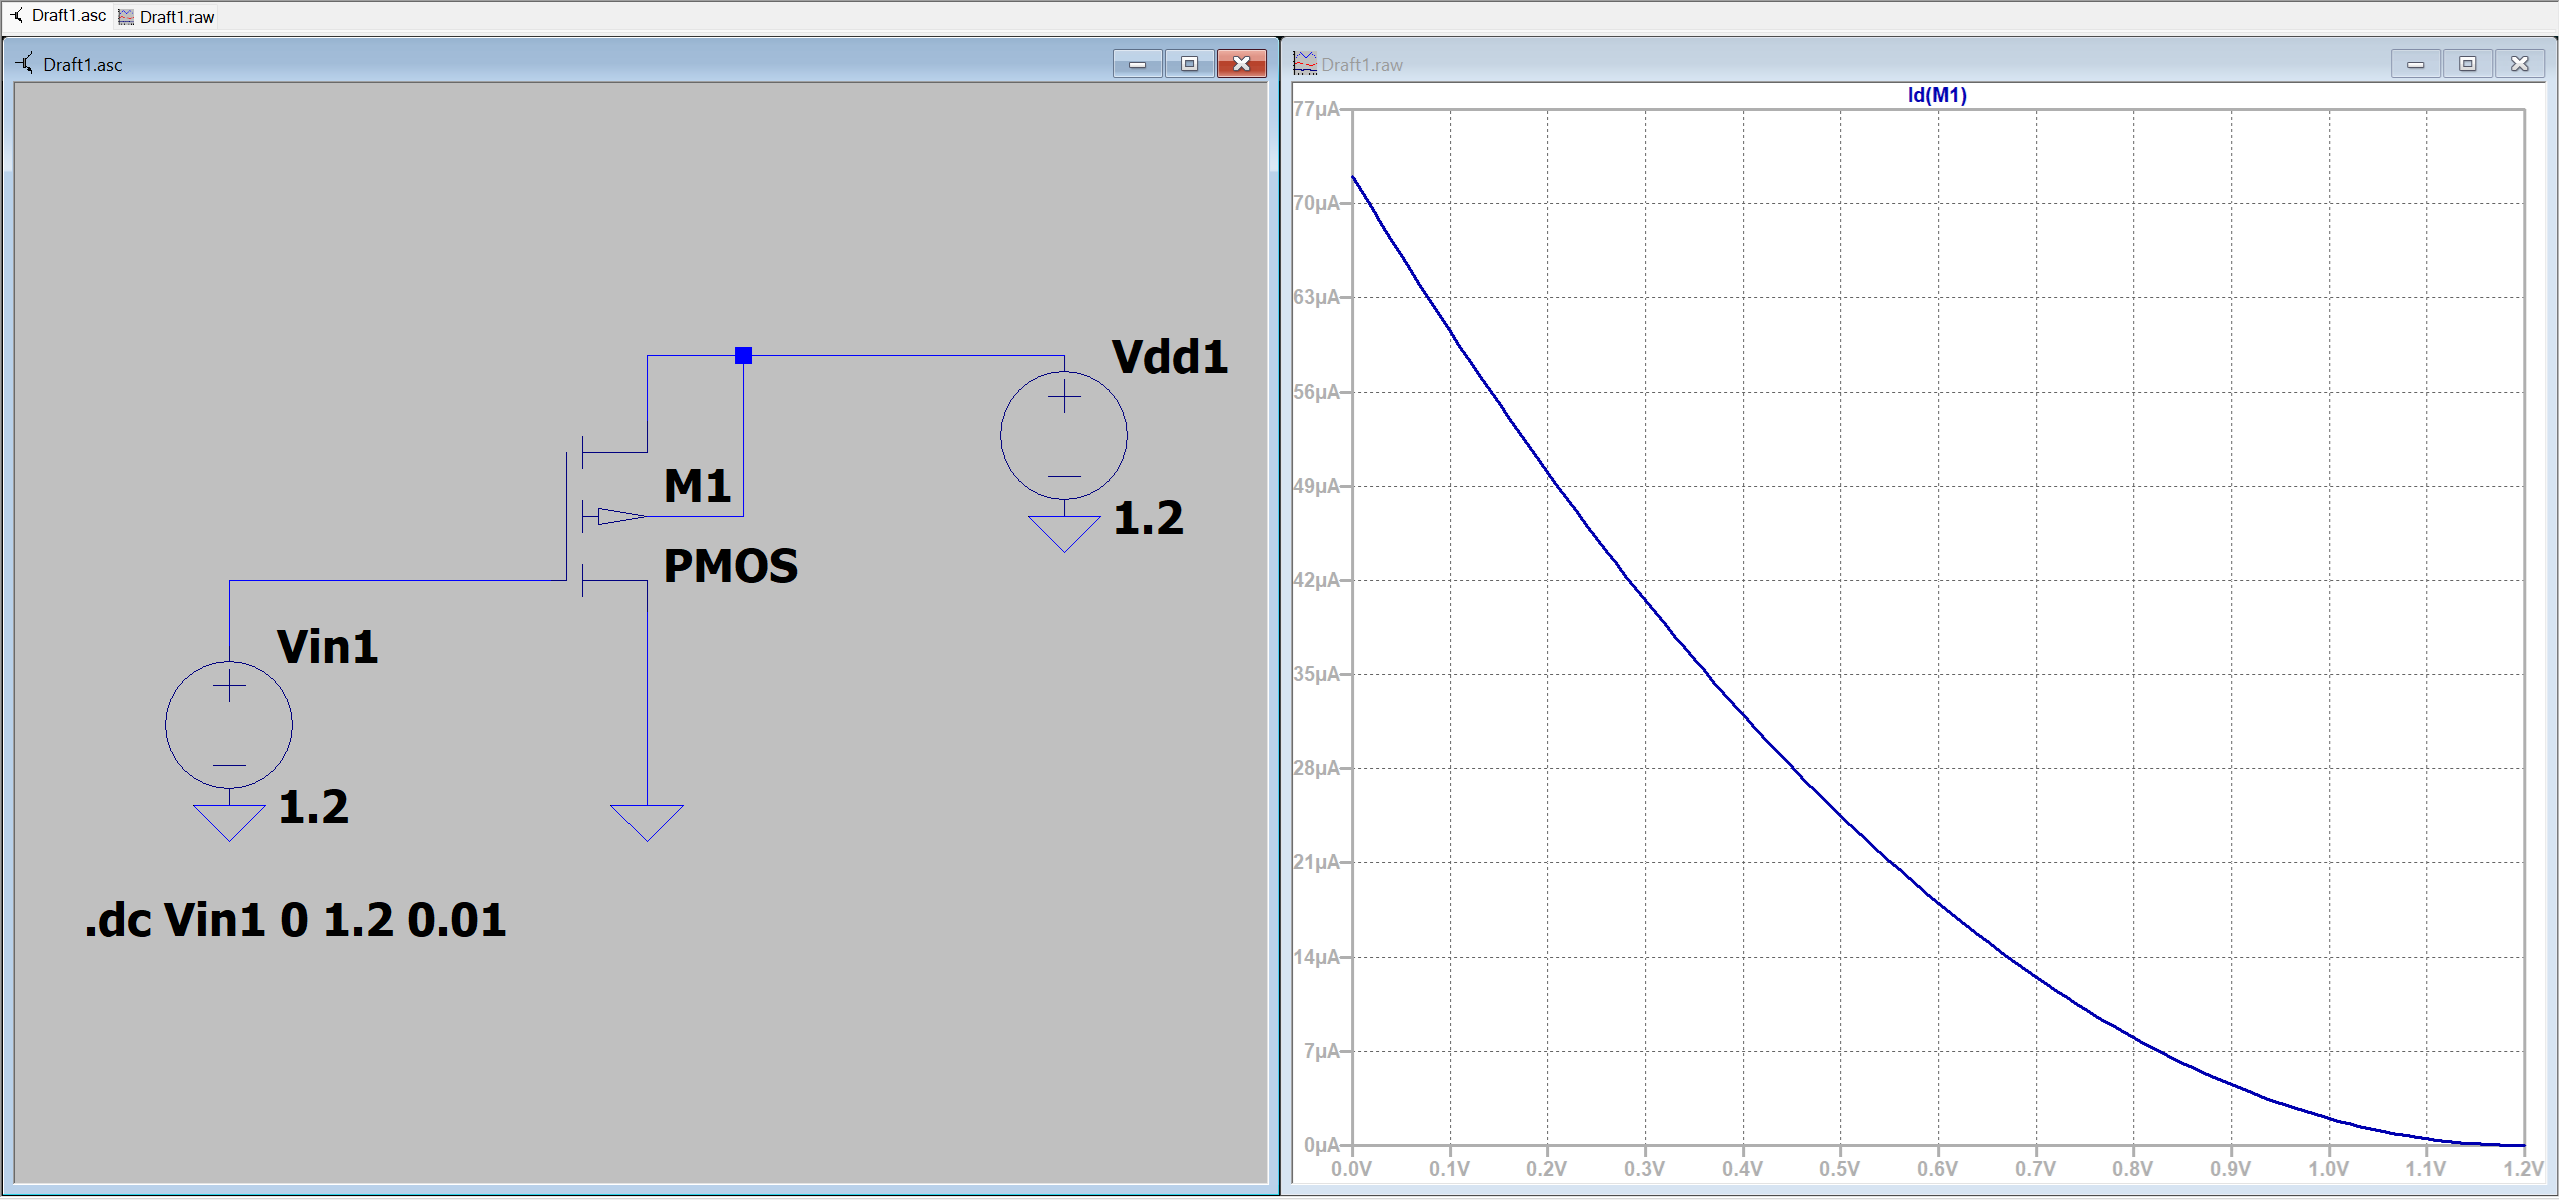 Draft1.asc Draft1.raw
Draft1.asc
Vdd1
M1
1.2
PMOS
Vin1
1.2
.dc Vin1 0 1.2 0.01
Draft1.raw
Id(M1)
77µA
70µA
63µA
56µA
49µA
42µA
35µA
28µA
21µA
14µA
7µA
0µA
0.0V 0.1V 0.2V 0.3V 0.4V 0.5V 0.6V 0.7V 0.8V 0.9V 1.0V 1.1V 1.2V